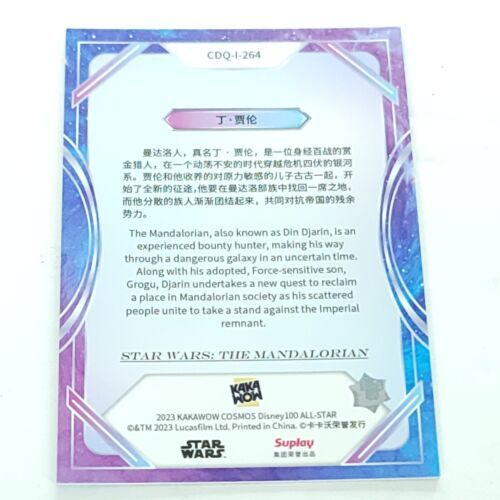 CDQ-I-264
丁·贾伦
曼达洛人，真名丁·贾伦，是一位身经百战的赏
金猎人，在一个动荡不安的时代穿越危机四伏的银河
系。贾伦和他收养的对原力敏感的儿子古古一起，开
始了全新的征途，他要在曼达洛部族中找回一席之地，
而他分散的族人渐渐团结起来，共同对抗帝国的残余
势力。
The Mandalorian, also known as Din Djarin, is an
experienced bounty hunter, making his way
through a dangerous galaxy in an uncertain time.
Along with his adopted, Force-sensitive son,
Grogu, Djarin undertakes a new quest to reclaim
a place in Mandalorian society as his scattered
people unite to take a stand against the Imperial
remnant.
STAR WARS: THE MANDALORIAN
KAKA
WOW
2023 KAKAWOW COSMOS Disney100 ALL-STAR
©&TM 2023 Lucasfilm Ltd. Printed in China. ©卡卡沃荣誉发行
STAR
WARS
Suplay
集团荣誉出品